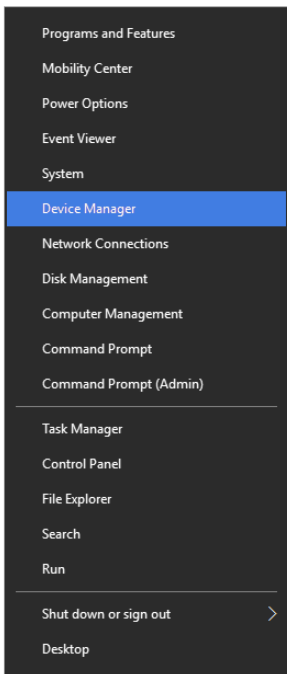 Programs and Features
Mobility Center
Power Options
Event Viewer
System
Device Manager
Network Connections
Disk Management
Computer Management
Command Prompt
Command Prompt (Admin)
Task Manager
Control Panel
File Explorer
Search
Run
Shut down or sign out
Desktop